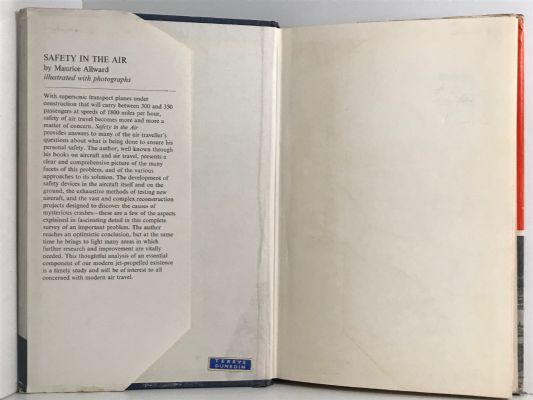 SAFETY IN THE AIR
by Maurice Allward
illustrated with photographs
With supersonic transport planes under
construction that will carry between 300 and 350
passengers at speeds of 1800 miles per hour,
safety of air travel becomes more and more a
matter of concern. Safety in the Air
provides answers to many of the air traveller's
questions about what is being done to ensure his
personal safety. The author, well known through
his books on aircraft and air travel, presents a
clear and comprehensive picture of the many
facets of this problem, and of the various
approaches to its solution. The development of
safety devices in the aircraft itself and on the
ground, the exhaustive methods of testing new
aircraft, and the vast and complex reconstruction
projects designed to discover the causes of
mysterious crashes—these are a few of the aspects
explained in fascinating detail in this complete
survey of an important problem. The author
reaches an optimistic conclusion, but at the same
time he brings to light many areas in which
further research and improvement are vitally
needed. This thoughtful analysis of an essential
component of our modern jet-propelled existence
is a timely study and will be of interest to all
concerned with modern air travel.
TERRYS
DUNEDIN